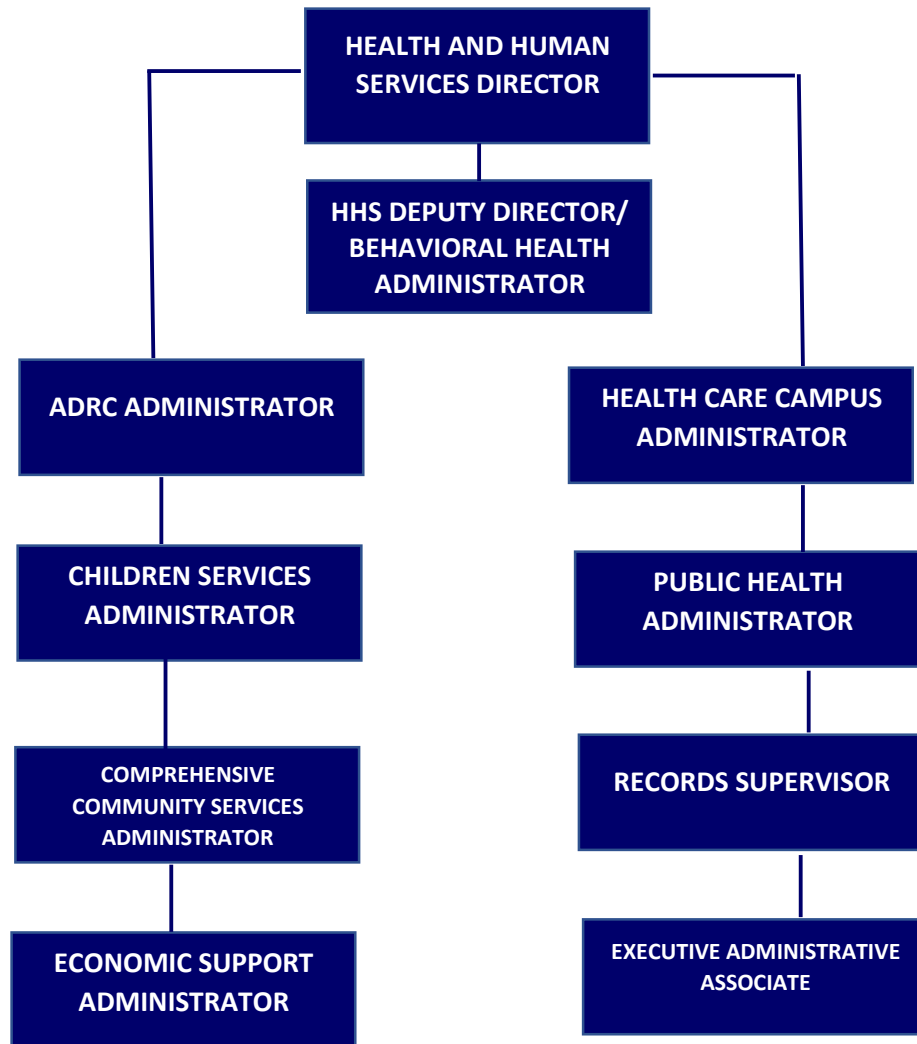 HEALTH AND HUMAN
SERVICES DIRECTOR
HHS DEPUTY DIRECTOR/
BEHAVIORAL HEALTH
ADMINISTRATOR
ADRC ADMINISTRATOR
HEALTH CARE CAMPUS
ADMINISTRATOR
CHILDREN SERVICES
ADMINISTRATOR
PUBLIC HEALTH
ADMINISTRATOR
COMPREHENSIVE
COMMUNITY SERVICES
ADMINISTRATOR
RECORDS SUPERVISOR
ECONOMIC SUPPORT
ADMINISTRATOR
EXECUTIVE ADMINISTRATIVE
ASSOCIATE